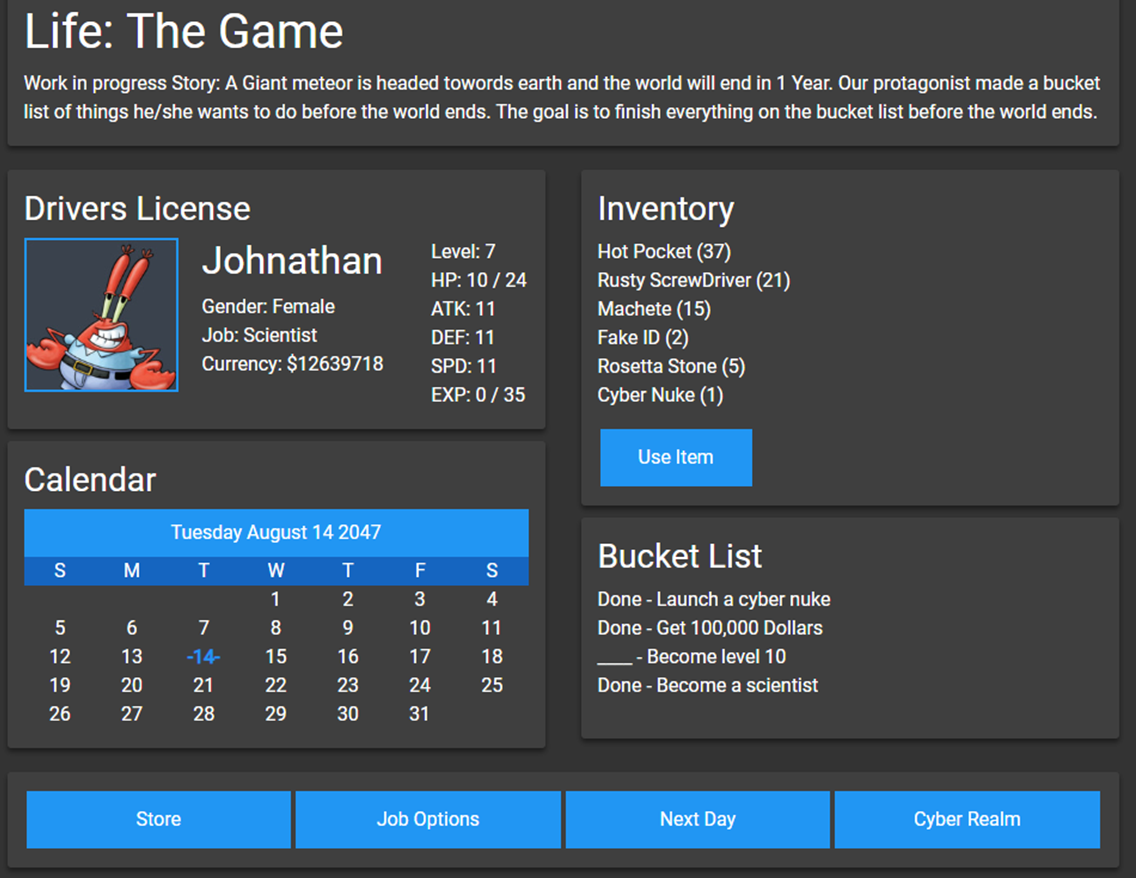 Life: The Game
Work in progress Story: A Giant meteor is headed towords earth and the world will end in 1 Year. Our protagonist made a bucket
list of things he/she wants to do before the world ends. The goal is to finish everything on the bucket list before the world ends.
Drivers License
Johnathan
Gender: Female
Job: Scientist
Currency: $12639718
Level: 7
HP: 10 / 24
ATK: 11
DEF: 11
SPD: 11
EXP: 0 / 35
Inventory
Hot Pocket (37)
Rusty ScrewDriver (21)
Machete (15)
Fake ID (2)
Rosetta Stone (5)
Cyber Nuke (1)
Use Item
Calendar
Tuesday August 14 2047
S M T W T F S
1 2 3 4
5 6 7 8 9 10 11
12 13 -14- 15 16 17 18
19 20 21 22 23 24 25
26 27 28 29 30 31
Bucket List
Done - Launch a cyber nuke
Done - Get 100,000 Dollars
____ - Become level 10
Done - Become a scientist
Store Job Options Next Day Cyber Realm